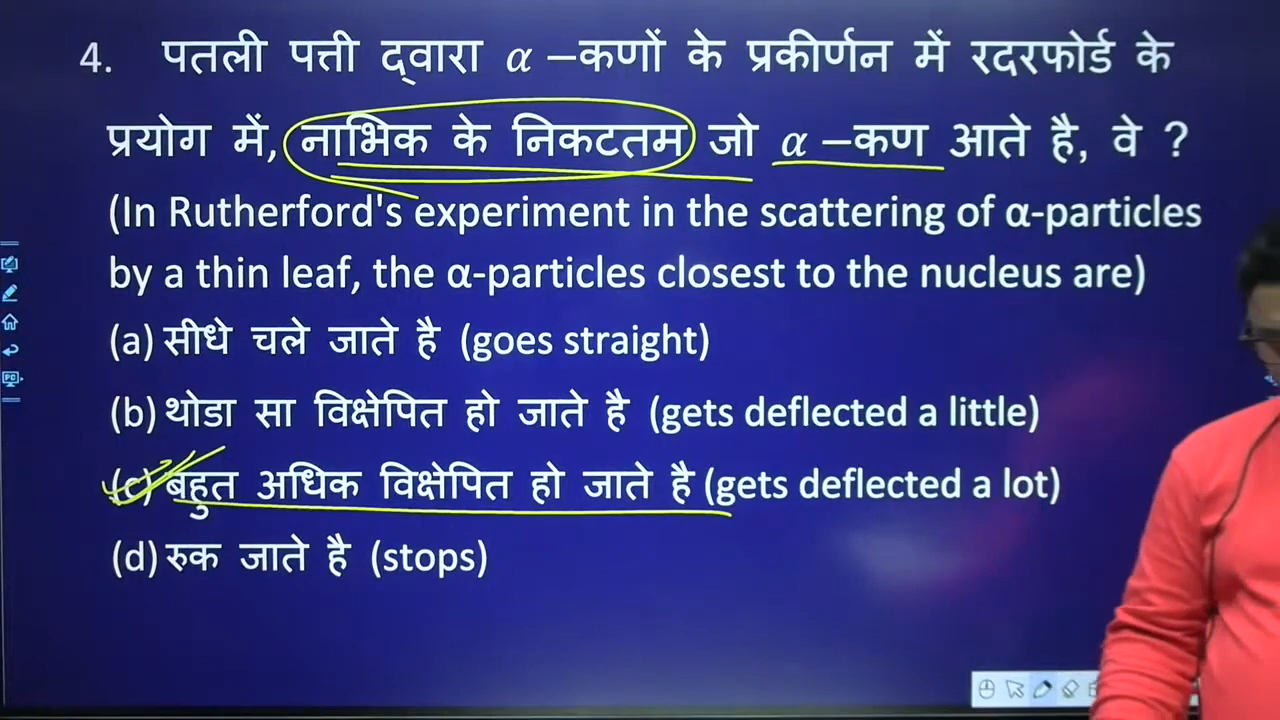 4. पतली पत्ती द्वारा α –कणों के प्रकीर्णन में रदरफोर्ड के
प्रयोग में, नाभिक के निकटतम जो α –कण आते है, वे ?
(In Rutherford's experiment in the scattering of α-particles
by a thin leaf, the α-particles closest to the nucleus are)
(a) सीधे चले जाते है (goes straight)
(b) थोडा सा विक्षेपित हो जाते है (gets deflected a little)
(c) बहुत अधिक विक्षेपित हो जाते है (gets deflected a lot)
(d) रुक जाते है (stops)